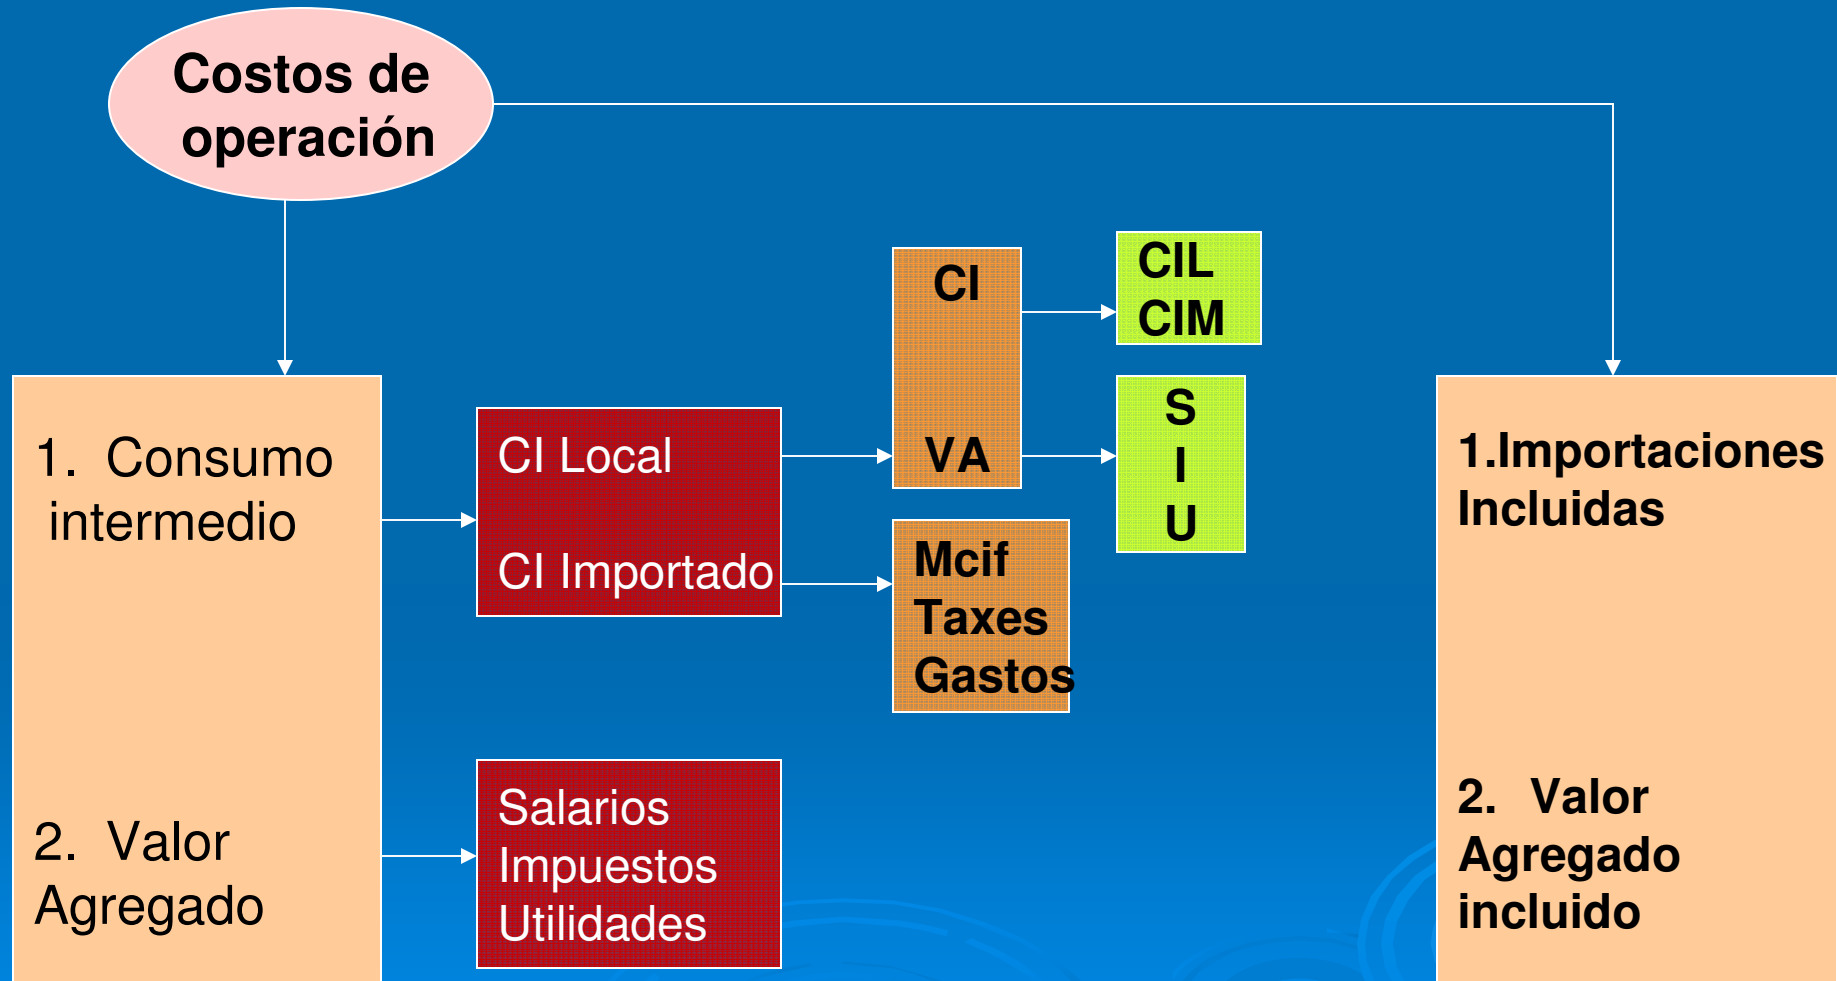 Costos de
operación
1. Consumo
intermedio
2. Valor
Agregado
CI Local
CI Importado
Salarios
Impuestos
Utilidades
CI
VA
Mcif
Taxes
Gastos
CIL
CIM
S
I
U
1.Importaciones
Incluidas
2. Valor
Agregado
incluido